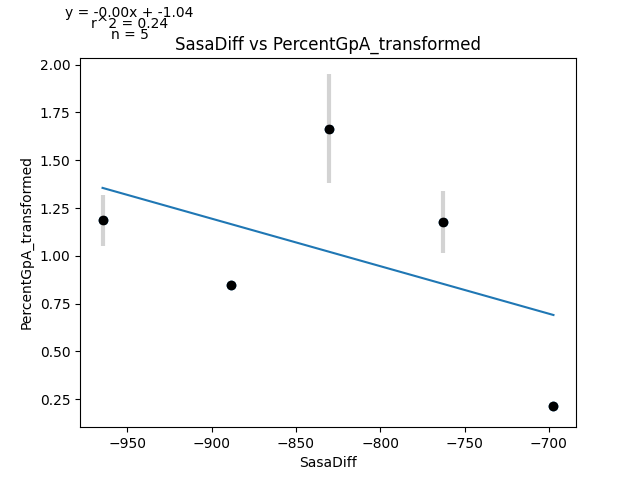 y = -0.00x + -1.04
r^2 = 0.24
n = 5
SasaDiff vs PercentGpA_transformed
PercentGpA_transformed
2.00
1.75
1.50
1.25
1.00
0.75
0.50
0.25
−950 −900 −850 −800 −750 −700
SasaDiff